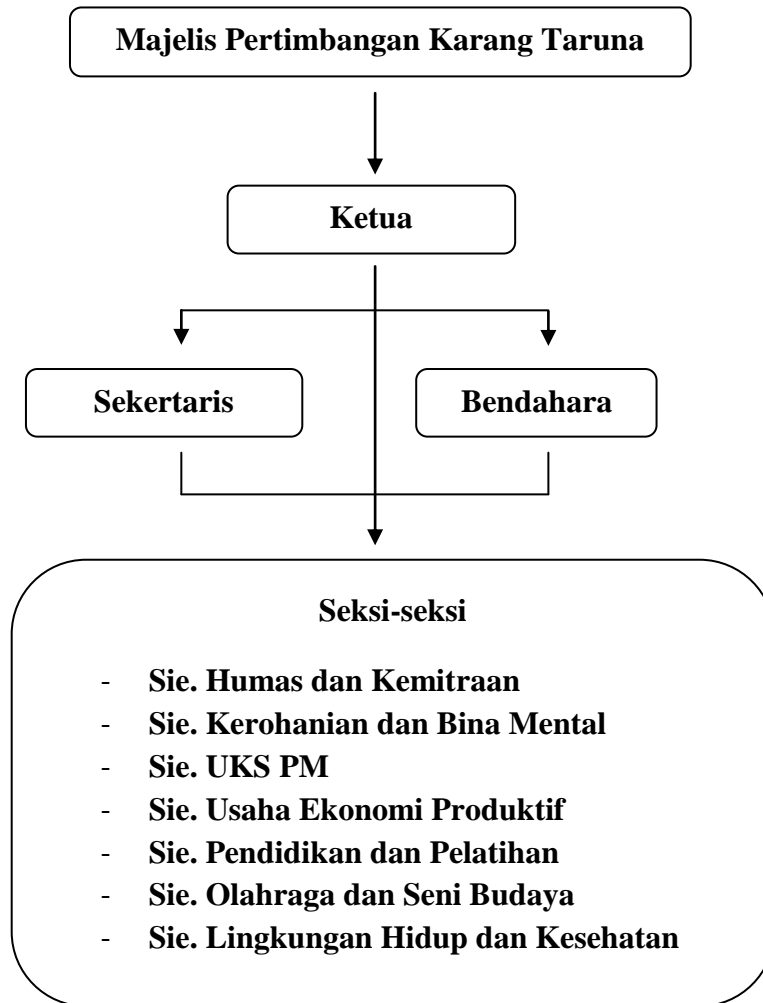 Majelis Pertimbangan Karang Taruna
Ketua
Sekertaris
Bendahara
Seksi-seksi
- Sie. Humas dan Kemitraan
- Sie. Kerohanian dan Bina Mental
- Sie. UKS PM
- Sie. Usaha Ekonomi Produktif
- Sie. Pendidikan dan Pelatihan
- Sie. Olahraga dan Seni Budaya
- Sie. Lingkungan Hidup dan Kesehatan